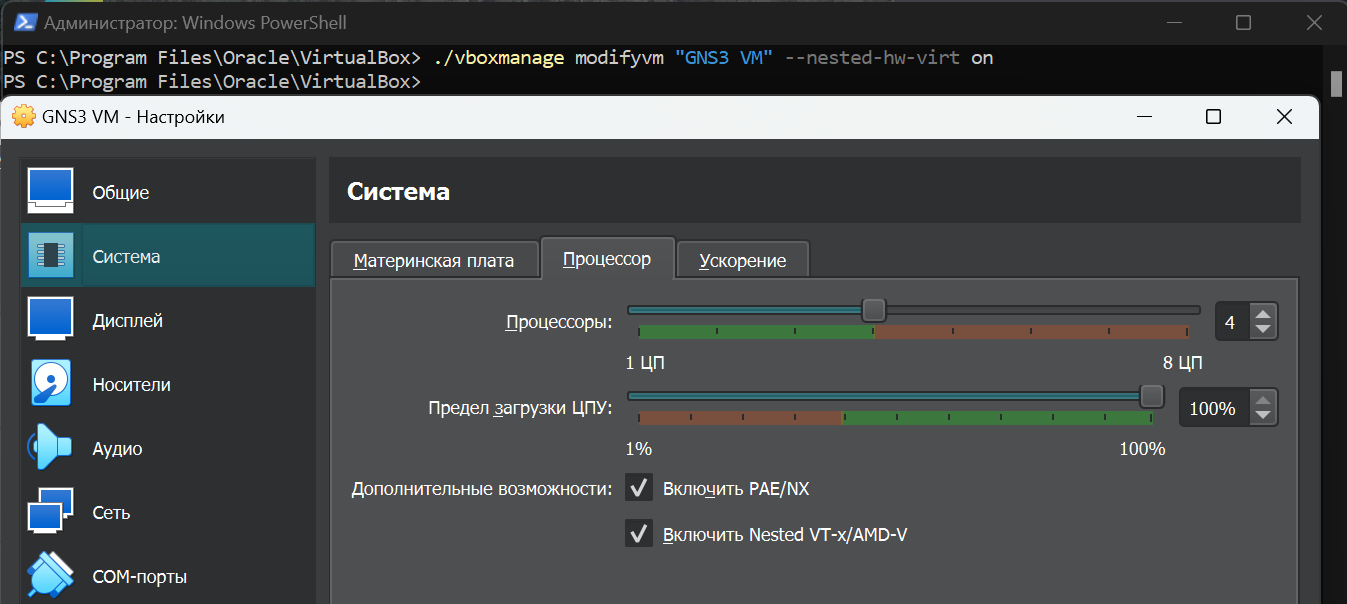 Администратор: Windows PowerShell
PS C:\Program Files\Oracle\VirtualBox> ./vboxmanage modifyvm "GNS3 VM" --nested-hw-virt on
PS C:\Program Files\Oracle\VirtualBox>
GNS3 VM - Настройки
Общие
Система
Дисплей
Носители
Аудио
Сеть
COM-порты
Система
Материнская плата Процессор Ускорение
Процессоры: 4
1 ЦП 8 ЦП
Предел загрузки ЦПУ: 100%
1% 100%
Дополнительные возможности: Включить PAE/NX
Включить Nested VT-x/AMD-V